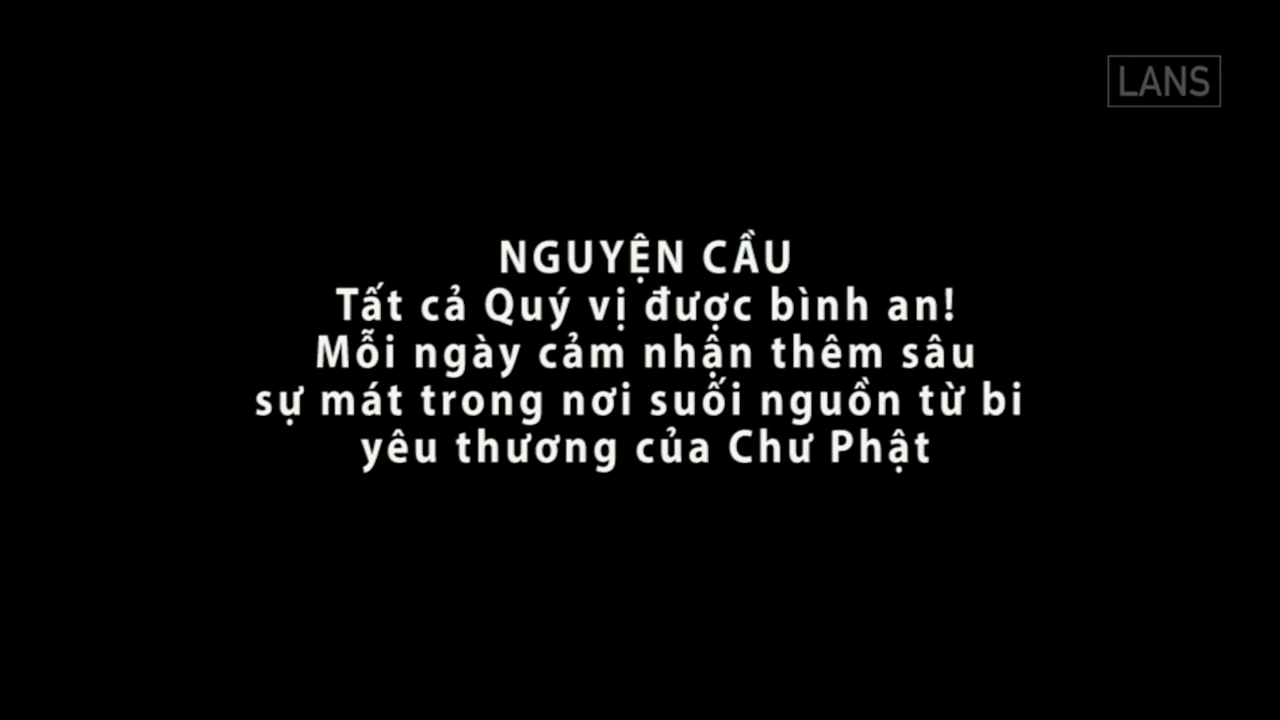 LANS
NGUYỆN CẦU
Tất cả Quý vị được bình an!
Mỗi ngày cảm nhận thêm sâu
sự mát trong nơi suối nguồn từ bi
yêu thương của Chư Phật